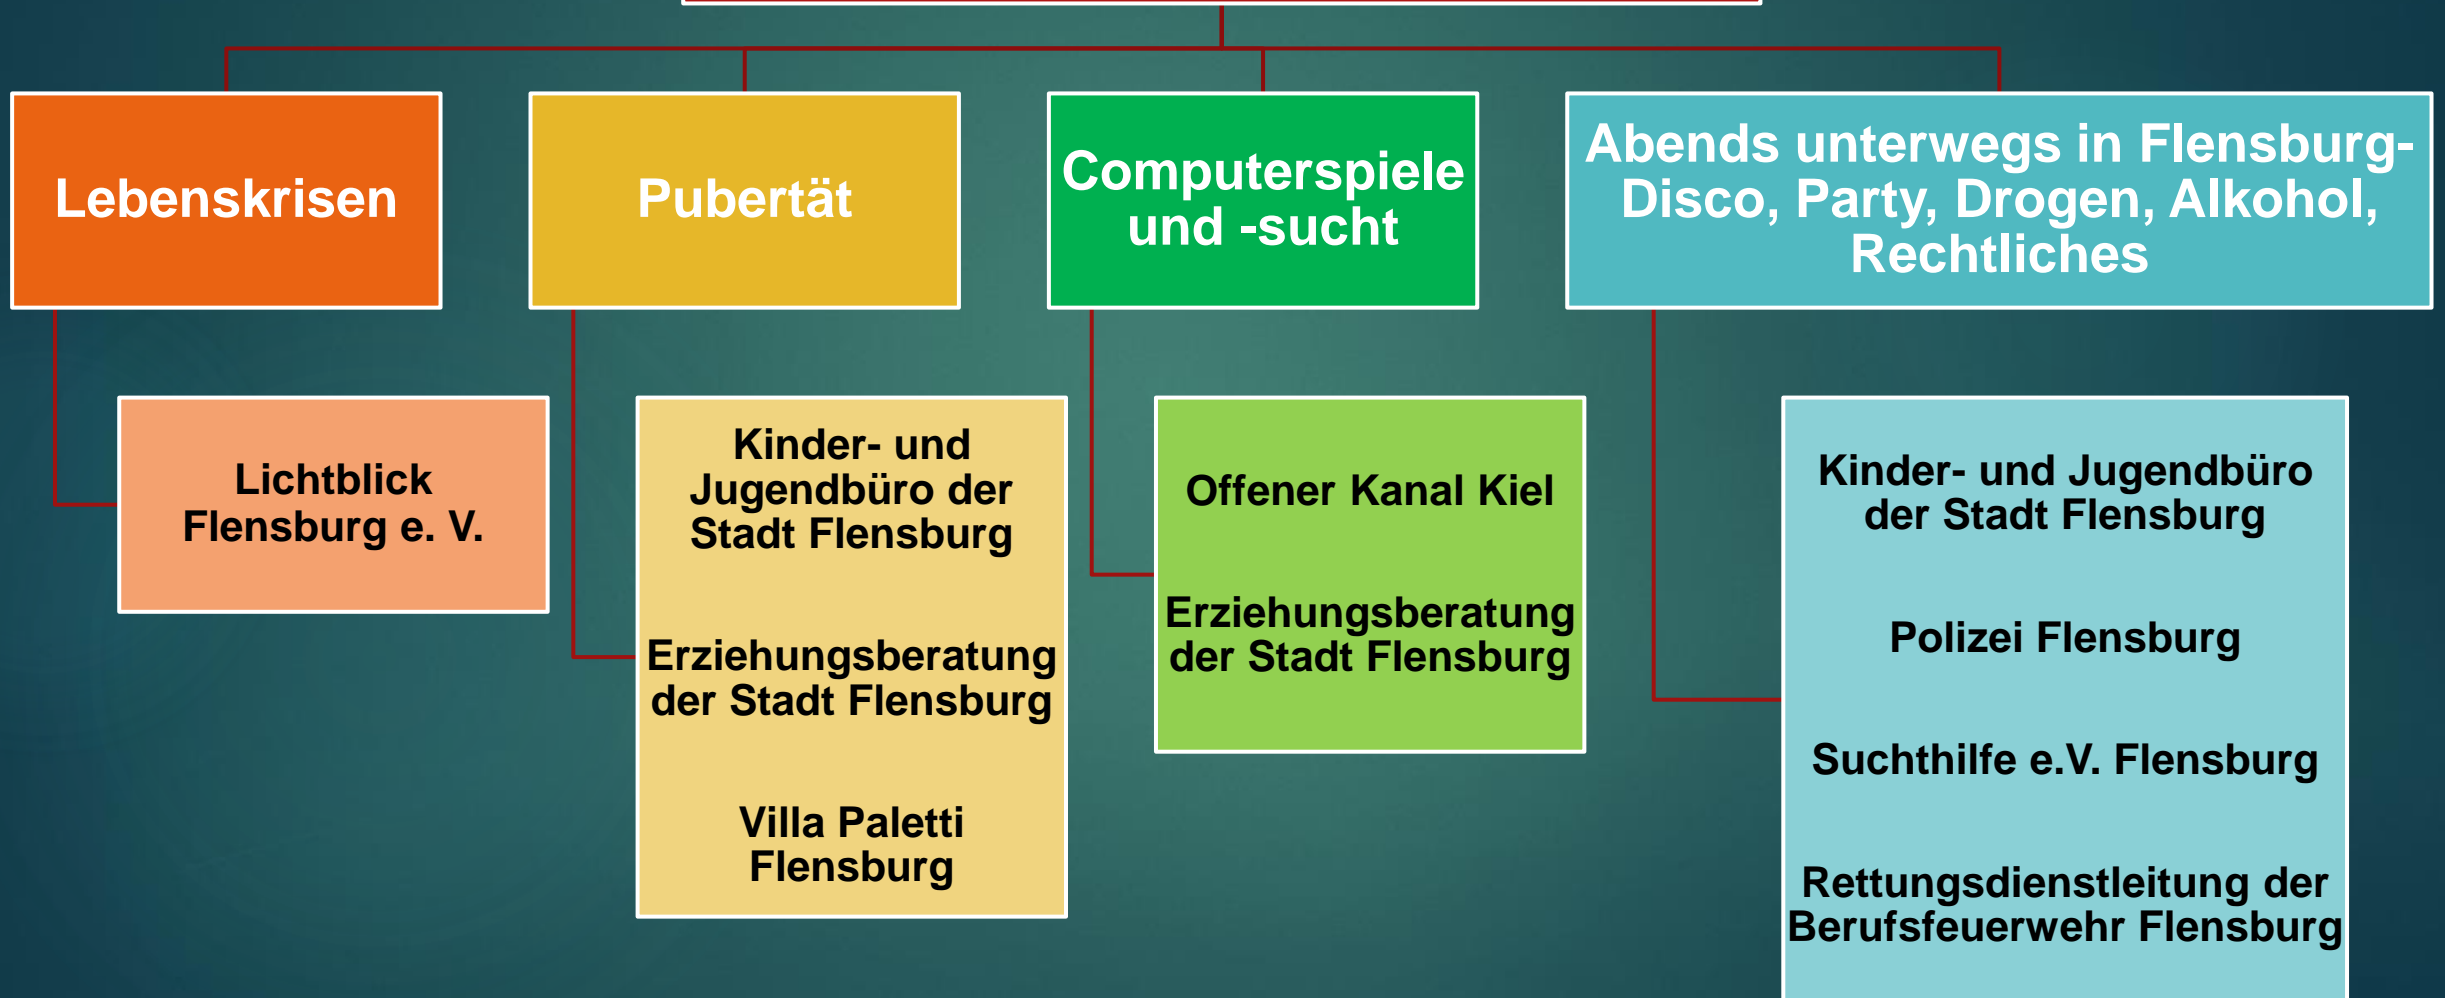 Lebenskrisen
Pubertät
Computerspiele
und -sucht
Abends unterwegs in Flensburg-
Disco, Party, Drogen, Alkohol,
Rechtliches
Lichtblick
Flensburg e. V.
Kinder- und
Jugendbüro der
Stadt Flensburg
Erziehungsberatung
der Stadt Flensburg
Villa Paletti
Flensburg
Offener Kanal Kiel
Erziehungsberatung
der Stadt Flensburg
Kinder- und Jugendbüro
der Stadt Flensburg
Polizei Flensburg
Suchthilfe e.V. Flensburg
Rettungsdienstleitung der
Berufsfeuerwehr Flensburg